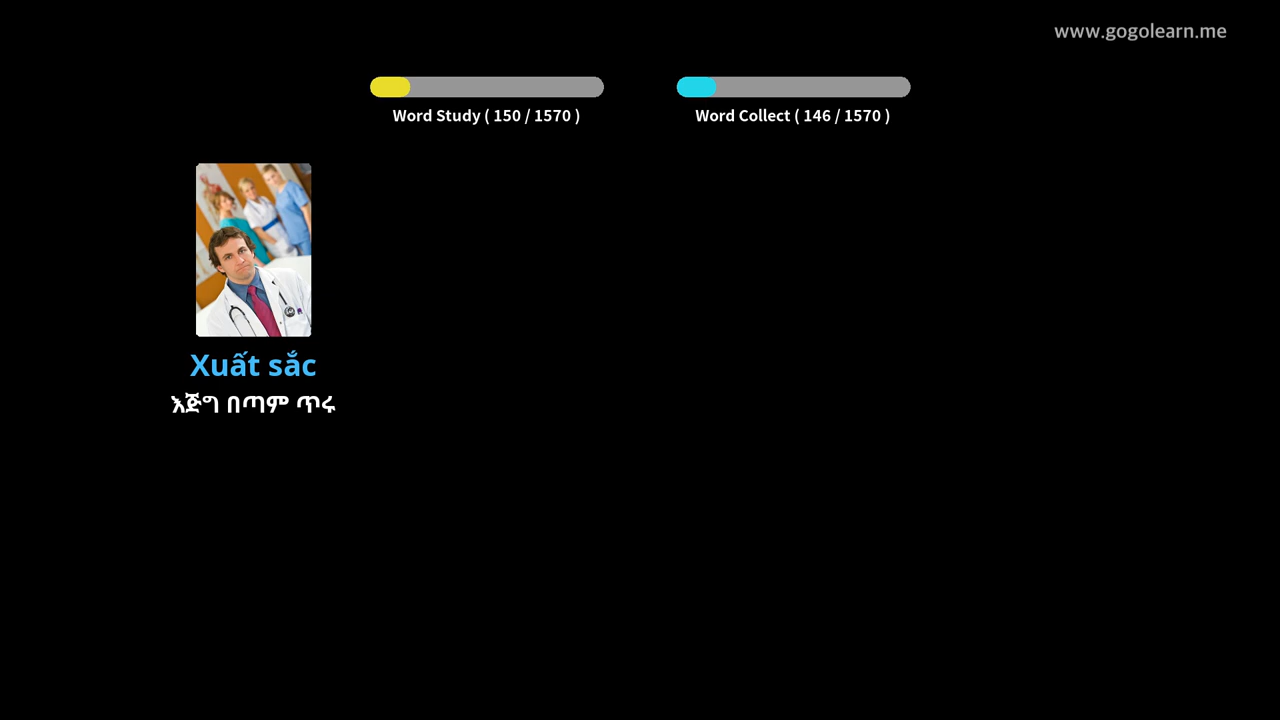 www.gogolearn.me
Word Study ( 150 / 1570 )
Word Collect ( 146 / 1570 )
Xuất sắc
እጅግ በጣም ጥሩ